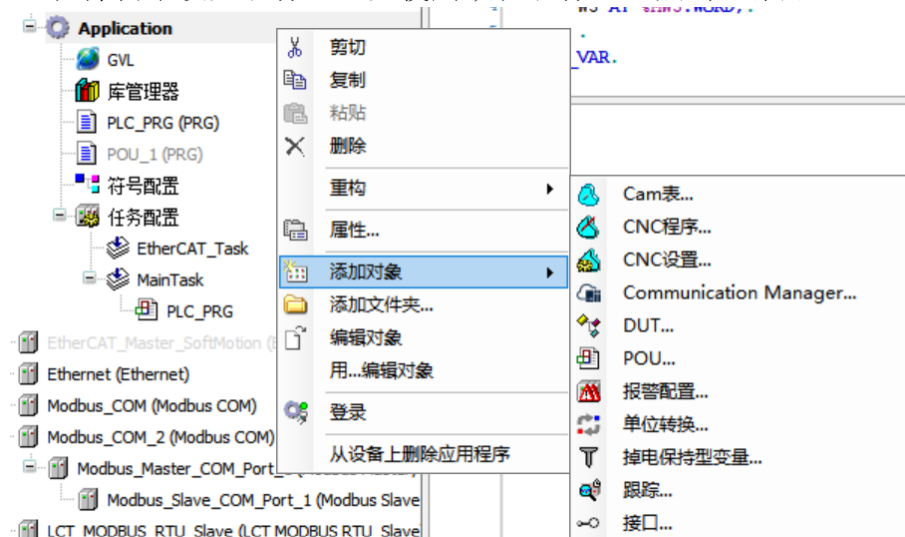 Application
GVL
库管理器
PLC_PRG (PRG)
POU_1 (PRG)
符号配置
任务配置
EtherCAT_Task
MainTask
PLC_PRG
EtherCAT_Master_SoftMotion (
Ethernet (Ethernet)
Modbus_COM (Modbus COM)
Modbus_COM_2 (Modbus COM)
Modbus_Master_COM_Port_
Modbus_Slave_COM_Port_1 (Modbus Slave
LCT_MODBUS_RTU_Slave (LCT MODBUS RTU Slave
剪切
复制
粘贴
删除
重构
属性...
添加对象
添加文件夹...
编辑对象
用...编辑对象
登录
从设备上删除应用程序
_VAR
Cam表...
CNC程序...
CNC设置...
Communication Manager...
DUT...
POU...
报警配置...
单位转换...
掉电保持型变量...
跟踪...
接口...